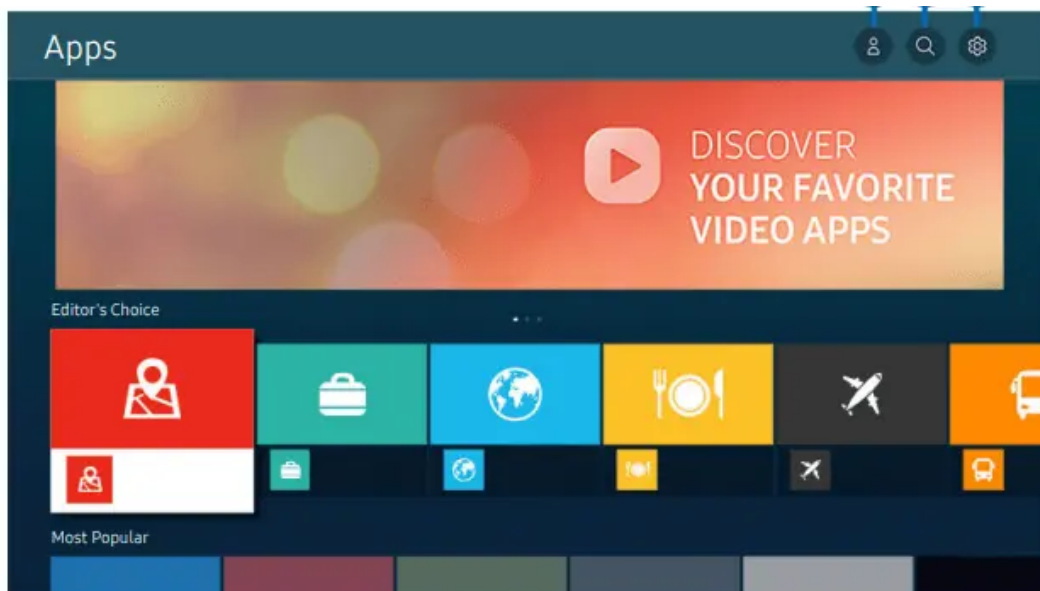 Apps
DISCOVER
YOUR FAVORITE
VIDEO APPS
Editor's Choice
Most Popular